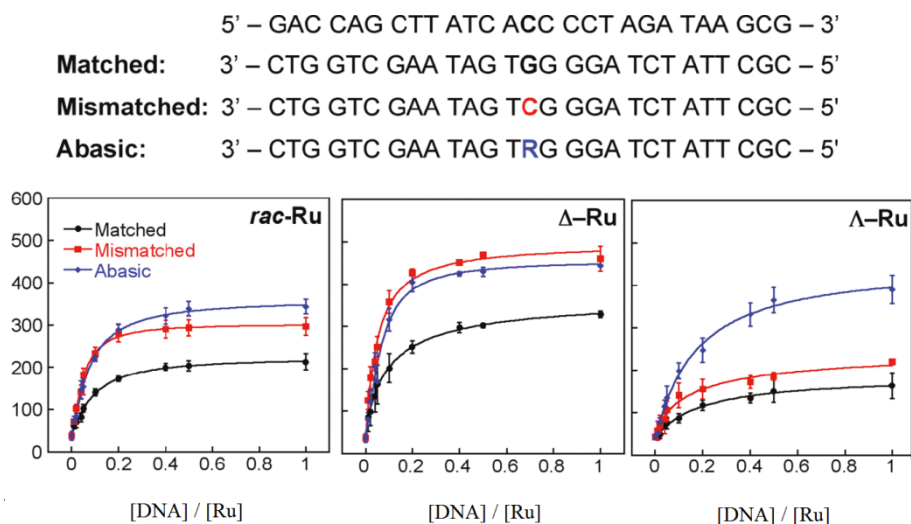 5' – GAC CAG CTT ATC ACC CCT AGA TAA GCG – 3'
Matched: 3' – CTG GTC GAA TAG TGG GGA TCT ATT CGC – 5'
Mismatched: 3' – CTG GTC GAA TAG TCG GGA TCT ATT CGC – 5'
Abasic: 3' – CTG GTC GAA TAG TRG GGA TCT ATT CGC – 5'
600
500
400
300
200
100
0
rac-Ru
Matched
Mismatched
Abasic
0 0.2 0.4 0.6 0.8 1
[DNA] / [Ru]
Δ–Ru
0 0.2 0.4 0.6 0.8 1
[DNA] / [Ru]
Λ–Ru
0 0.2 0.4 0.6 0.8 1
[DNA] / [Ru]